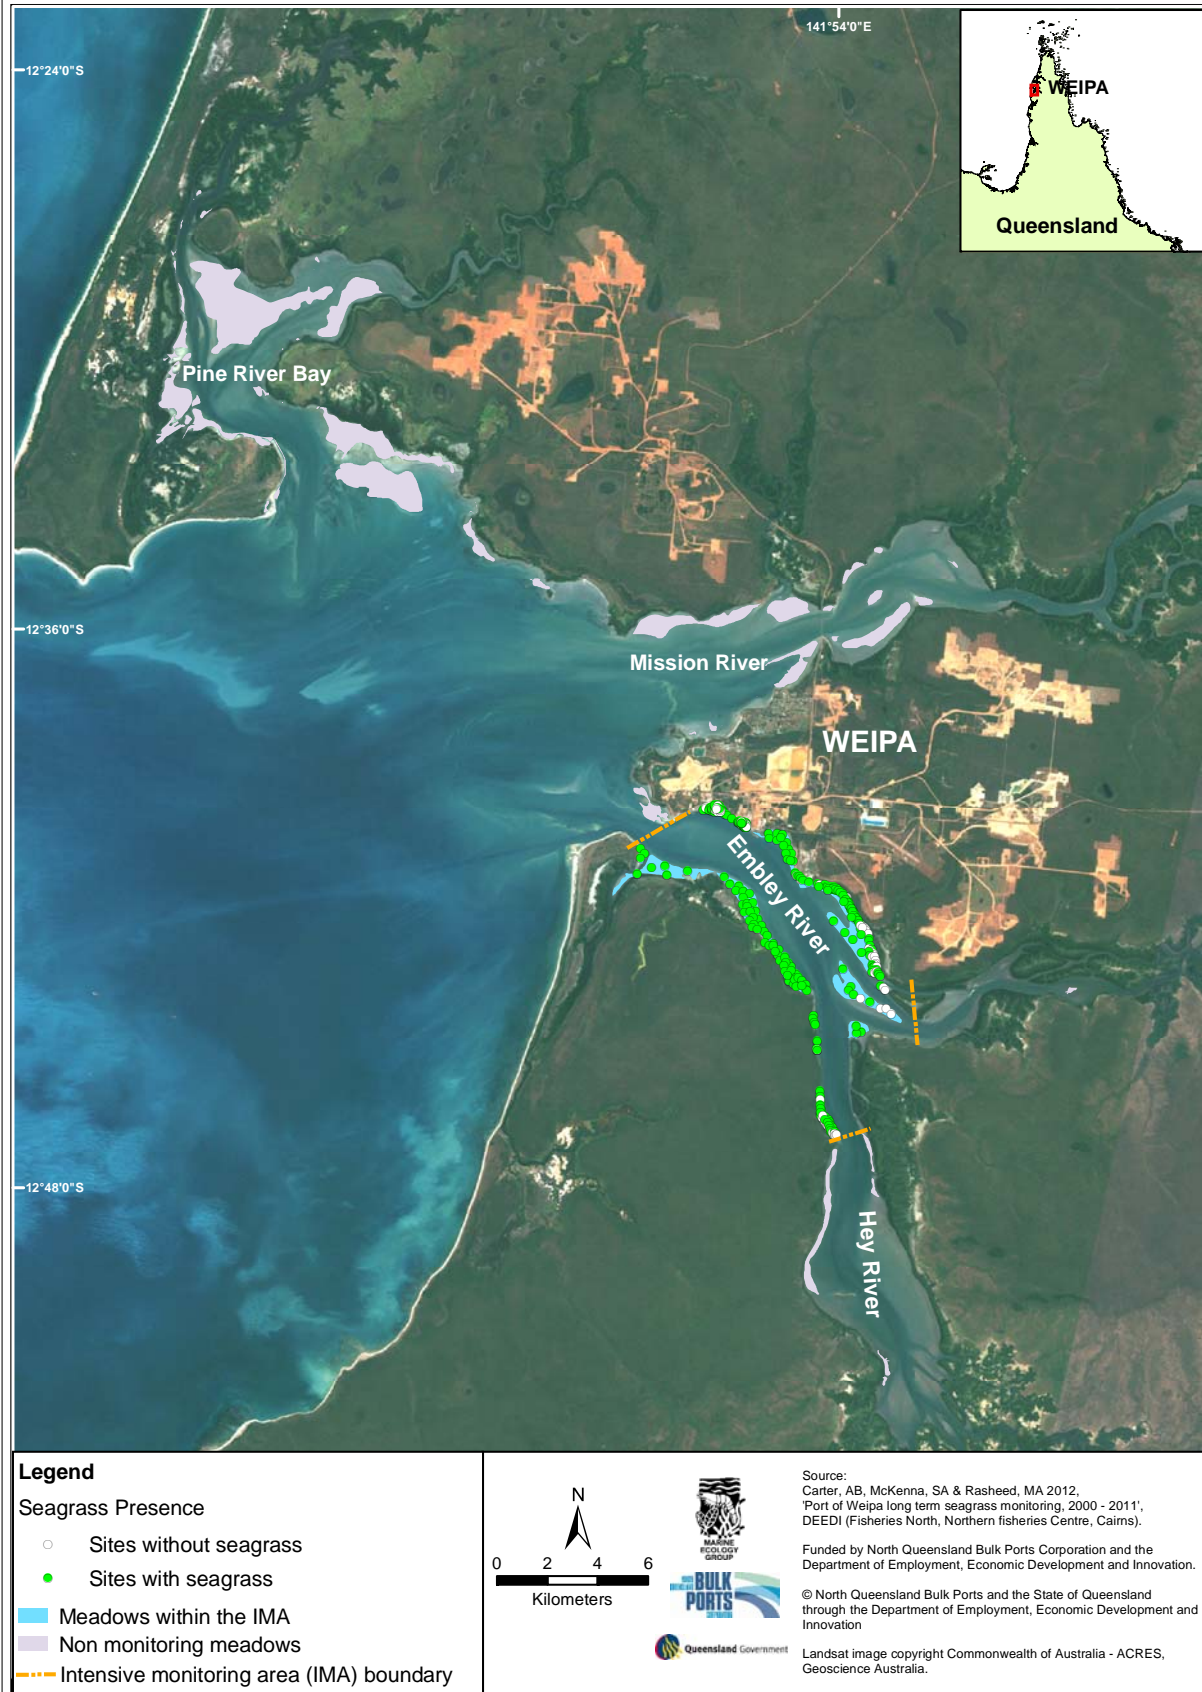 141°54'0"E
12°24'0"S
WEIPA
Queensland
Pine River Bay
12°36'0"S
Mission River
WEIPA
Embley River
12°48'0"S
Hey River
Legend
Seagrass Presence
Sites without seagrass
Sites with seagrass
Meadows within the IMA
Non monitoring meadows
Intensive monitoring area (IMA) boundary
N
0 2 4 6
Kilometers
MARINE
ECOLOGY
GROUP
BULK
PORTS
Queensland Government
Source:
Carter, AB, McKenna, SA & Rasheed, MA 2012,
'Port of Weipa long term seagrass monitoring, 2000 - 2011',
DEEDI (Fisheries North, Northern fisheries Centre, Cairns).
Funded by North Queensland Bulk Ports Corporation and the
Department of Employment, Economic Development and Innovation.
© North Queensland Bulk Ports and the State of Queensland
through the Department of Employment, Economic Development and
Innovation
Landsat image copyright Commonwealth of Australia - ACRES,
Geoscience Australia.